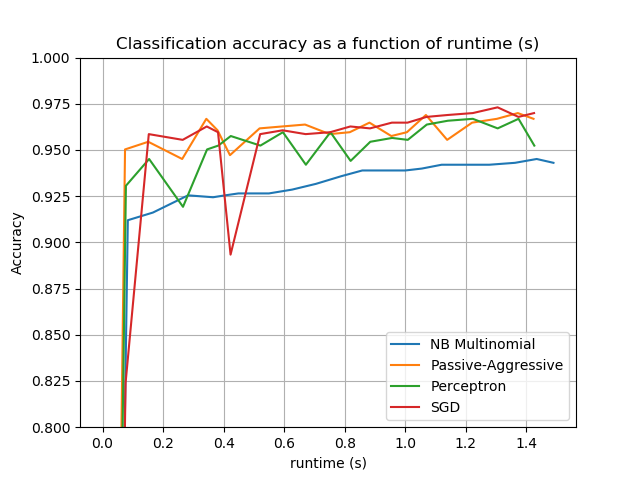 Classification accuracy as a function of runtime (s)
1.000
0.975
0.950
0.925
0.900
0.875
0.850
0.825
0.800
Accuracy
NB Multinomial
Passive-Aggressive
Perceptron
SGD
0.0 0.2 0.4 0.6 0.8 1.0 1.2 1.4
runtime (s)